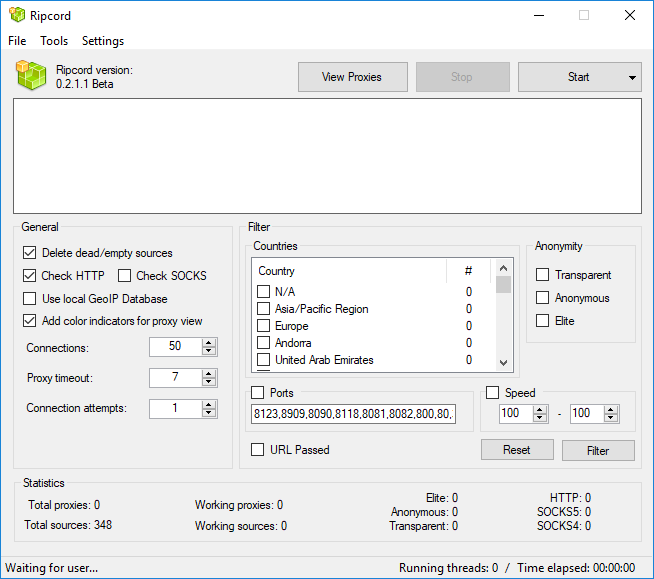 Ripcord
File Tools Settings
Ripcord version:
0.2.1.1 Beta
View Proxies
Stop
Start
General
Delete dead/empty sources
Check HTTP Check SOCKS
Use local GeoIP Database
Add color indicators for proxy view
Connections: 50
Proxy timeout: 7
Connection attempts: 1
Filter
Countries
Country #
N/A 0
Asia/Pacific Region 0
Europe 0
Andorra 0
United Arab Emirates 0
Anonymity
Transparent
Anonymous
Elite
Ports
8123,8909,8090,8118,8081,8082,800,80,
Speed
100 - 100
URL Passed
Reset
Filter
Statistics
Total proxies: 0
Total sources: 348
Working proxies: 0
Working sources: 0
Elite: 0
Anonymous: 0
Transparent: 0
HTTP: 0
SOCKS5: 0
SOCKS4: 0
Waiting for user...
Running threads: 0 / Time elapsed: 00:00:00